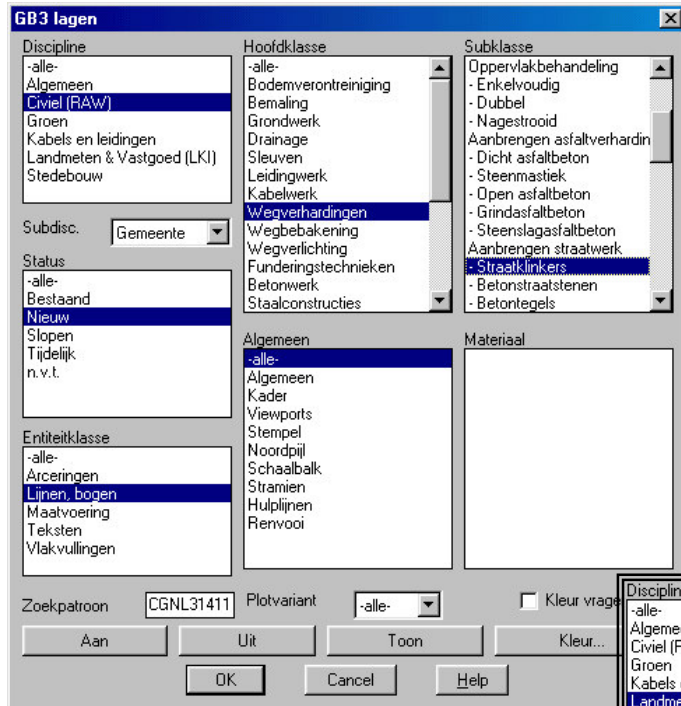 GB3 lagen
Discipline
-alle-
Algemeen
Civiel (RAW)
Groen
Kabels en leidingen
Landmeten & Vastgoed (LKI)
Stedebouw
Subdisc.
Gemeente
Status
-alle-
Bestaand
Nieuw
Slopen
Tijdelijk
n.v.t.
Entiteitklasse
-alle-
Arceringen
Lijnen, bogen
Maatvoering
Teksten
Vlakvullingen
Hoofdklasse
-alle-
Bodemverontreiniging
Bemaling
Grondwerk
Drainage
Sleuven
Leidingwerk
Kabelwerk
Wegverhardingen
Wegbebakening
Wegverlichting
Funderingstechnieken
Betonwerk
Staalconstructies
Algemeen
-alle-
Algemeen
Kader
Viewports
Stempel
Noordpijl
Schaalbalk
Stramien
Hulplijnen
Renvooi
Subklasse
Oppervlakbehandeling
- Enkelvoudig
- Dubbel
- Nagestrooid
Aanbrengen asfaltverhardin
- Dicht asfaltbeton
- Steenmastiek
- Open asfaltbeton
- Grindasfaltbeton
- Steenslagasfaltbeton
Aanbrengen straatwerk
- Straatklinkers
- Betonstraatstenen
- Betontegels
Materiaal
Zoekpatroon CGNL31411 Plotvariant -alle- Kleur vrage
Aan Uit Toon Kleur...
OK Cancel Help
Disciplin
-alle-
Algeme
Civiel (F
Groen
Kabels
Landme